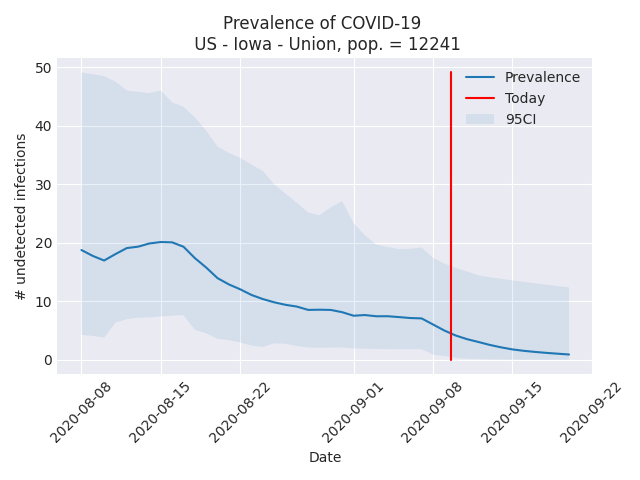 Prevalence of COVID-19
US - Iowa - Union, pop. = 12241
Prevalence
Today
95CI
# undetected infections
50
40
30
20
10
0
2020-08-08
2020-08-15
2020-08-22
2020-09-01
2020-09-08
2020-09-15
2020-09-22
Date